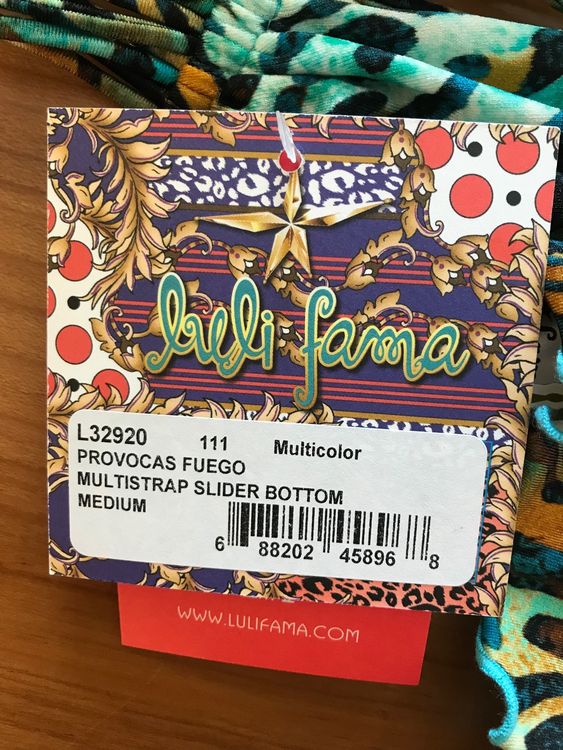 luli fama
L32920 111 Multicolor
PROVOCAS FUEGO
MULTISTRAP SLIDER BOTTOM
MEDIUM
6 88202 45896 8
WWW.LULIFAMA.COM